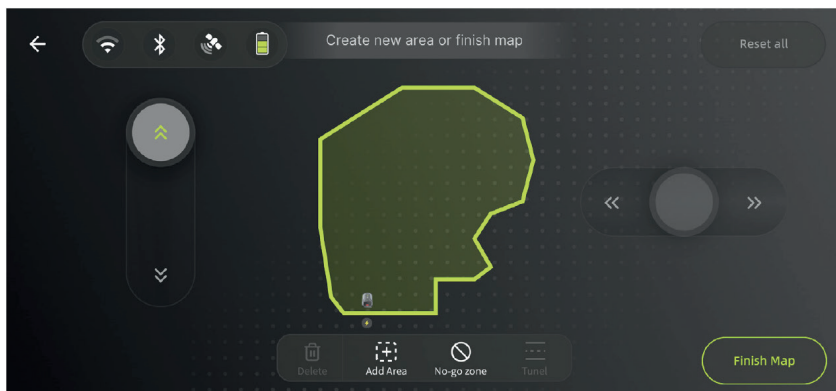 Create new area or finish map
Reset all
Delete
Add Area
No-go zone
Tunel
Finish Map